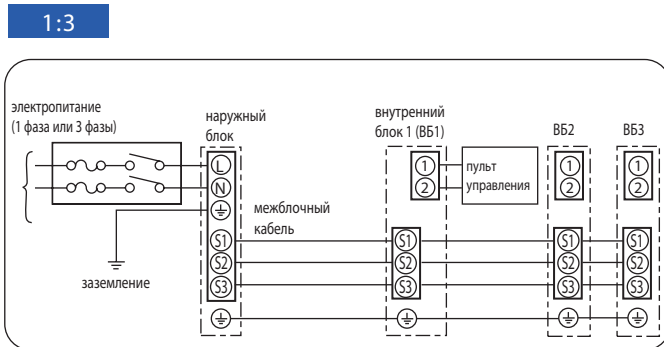 1:3
электропитание
(1 фаза или 3 фазы)
наружный
блок
внутренний
блок 1 (ВБ1)
ВБ2
ВБ3
L
N
1
2
пульт
управления
1
2
1
2
межблочный
кабель
заземление
S1
S2
S3
S1
S2
S3
S1
S2
S3
S1
S2
S3